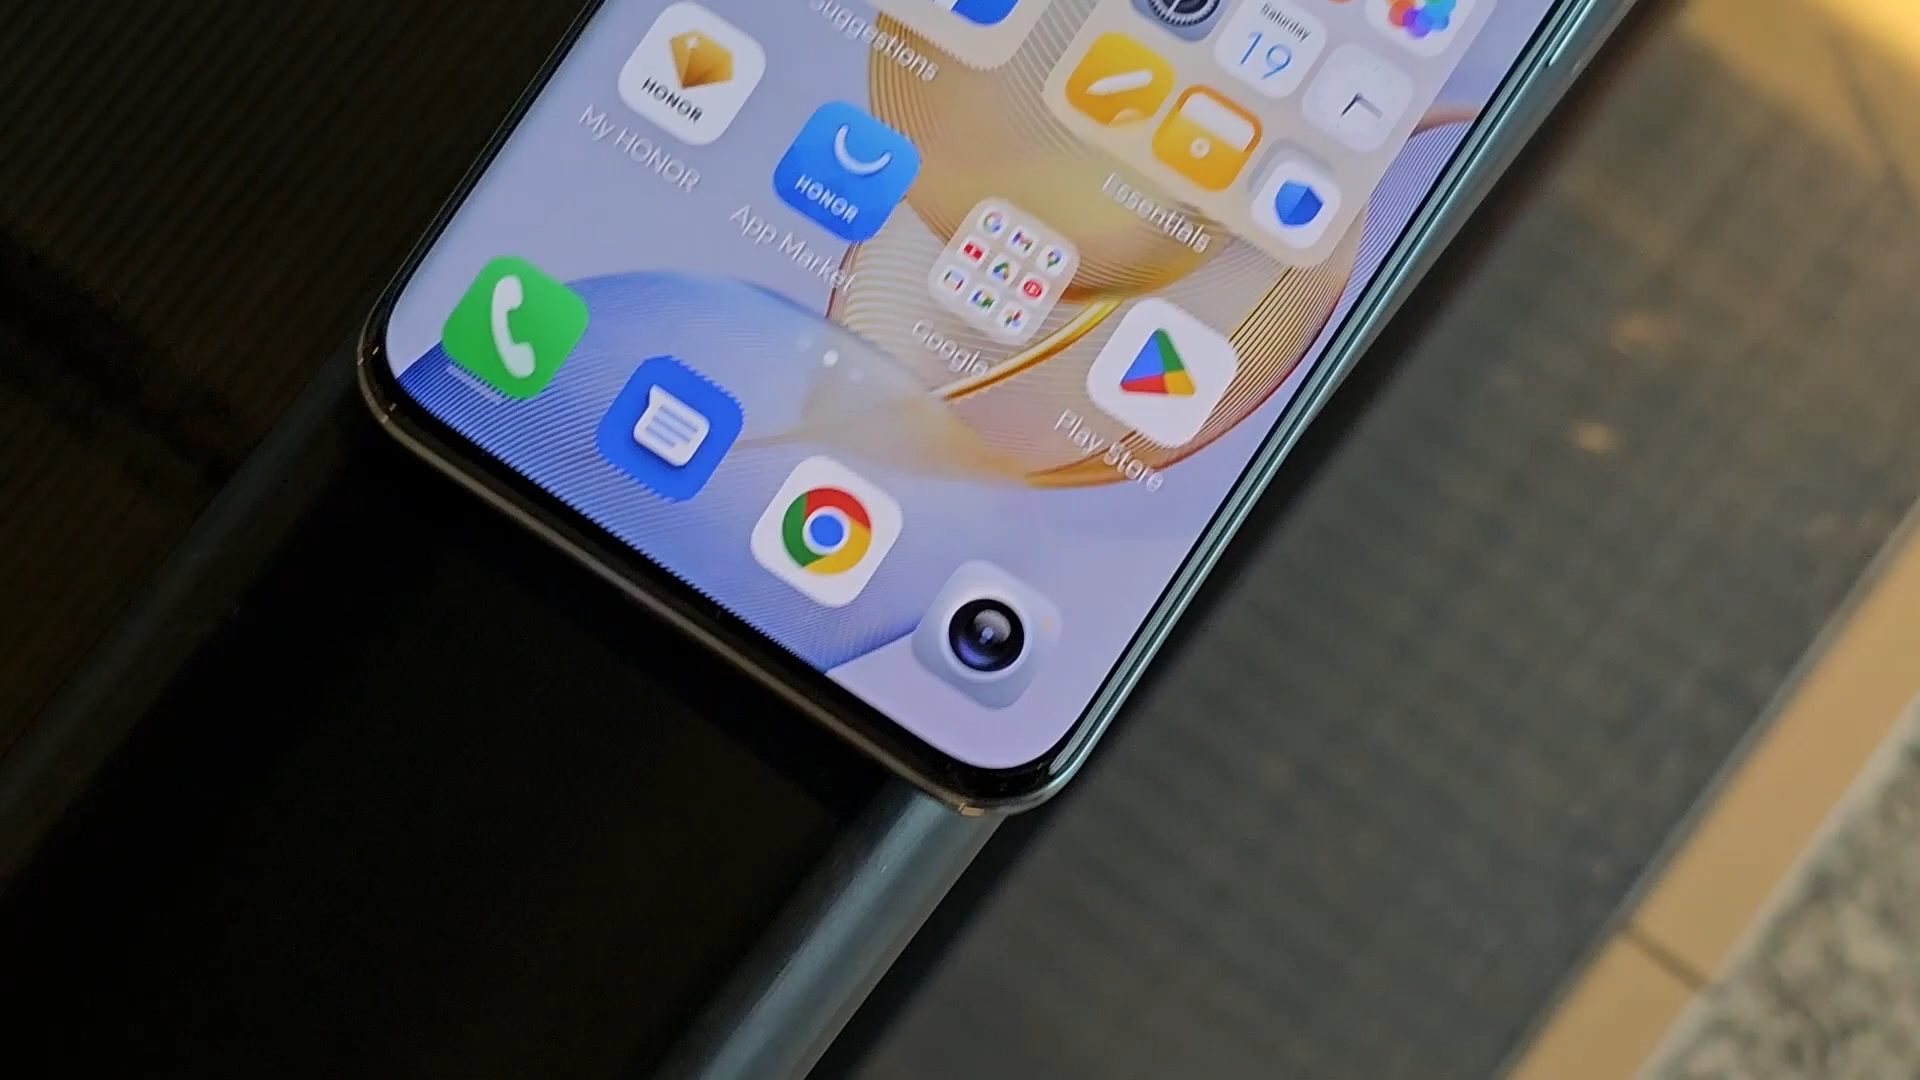 Suggestions
Saturday
19
HONOR
My HONOR
HONOR
App Market
Essentials
Google
Play Store